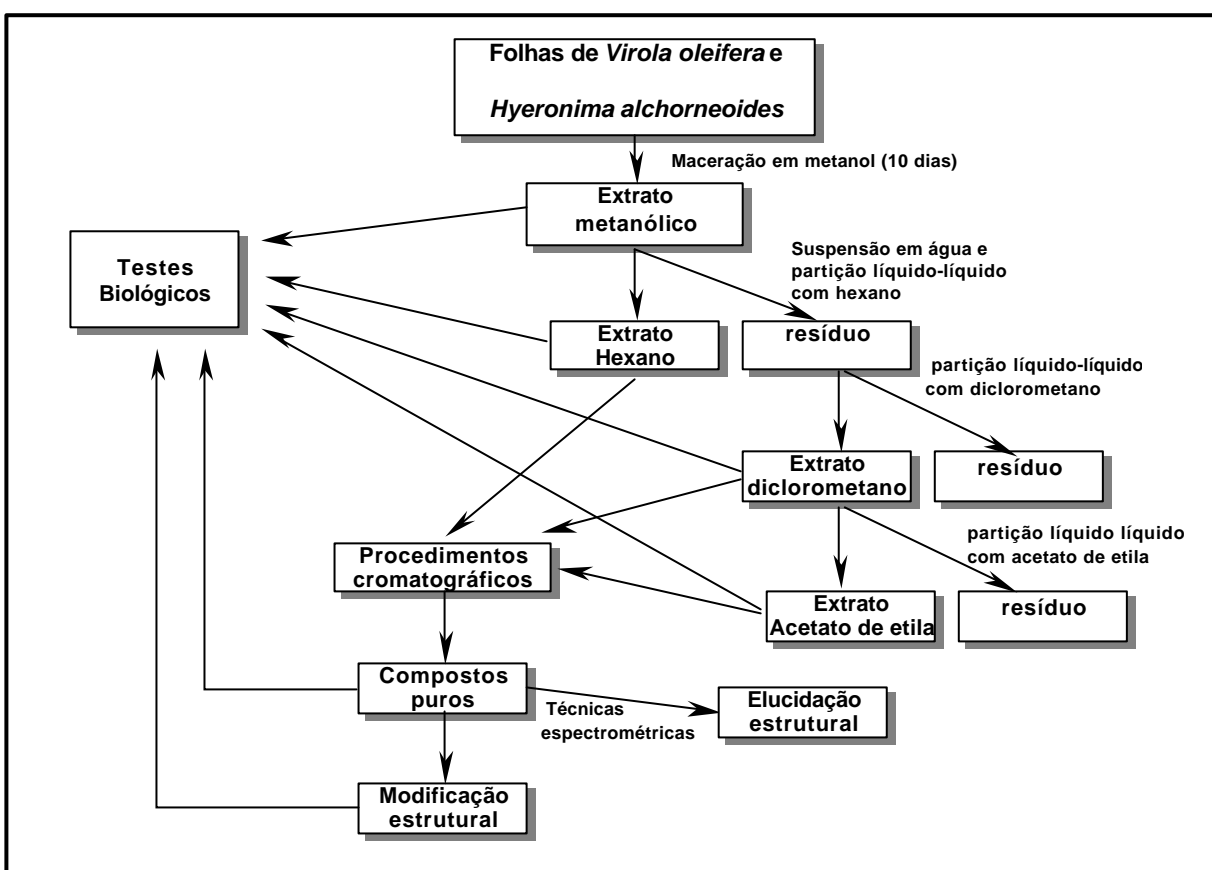 Folhas de Virola oleifera e
Hyeronima alchorneoides
Maceração em metanol (10 dias)
Extrato
metanólico
Suspensão em água e
partição líquido-líquido
com hexano
Testes
Biológicos
Extrato
Hexano
resíduo
partição líquido-líquido
com diclorometano
Extrato
diclorometano
resíduo
partição líquido líquido
com acetato de etila
Procedimentos
cromatográficos
Extrato
Acetato de etila
resíduo
Compostos
puros
Técnicas
espectrométricas
Elucidação
estrutural
Modificação
estrutural